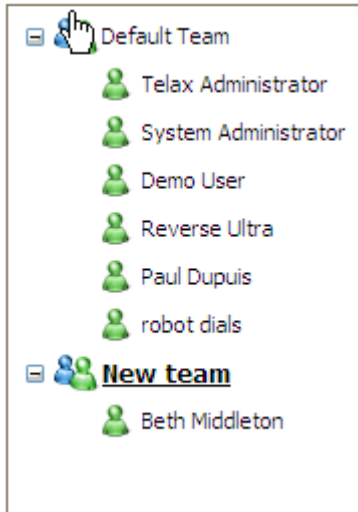 Default Team
Telax Administrator
System Administrator
Demo User
Reverse Ultra
Paul Dupuis
robot dials
New team
Beth Middleton